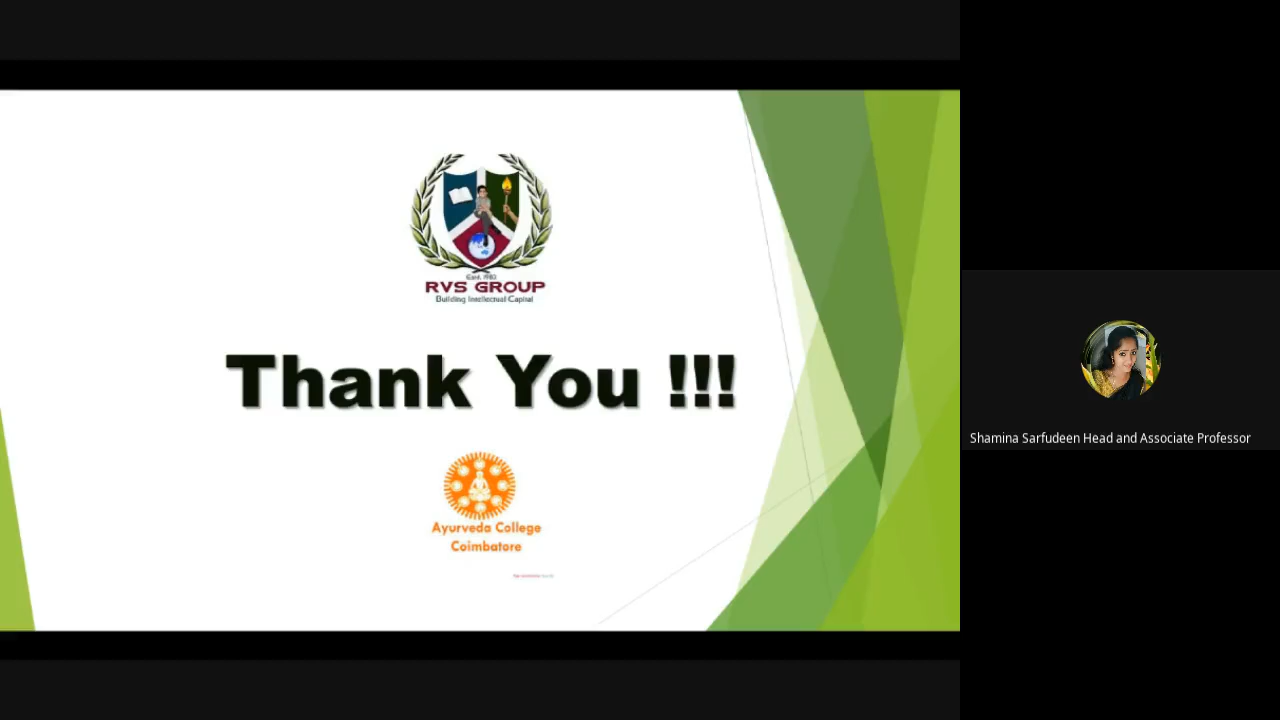 Estd. 1983
RVS GROUP
Building Intellectual Capital
Thank You !!!
Ayurveda College
Coimbatore
Shamina Sarfudeen Head and Associate Professor